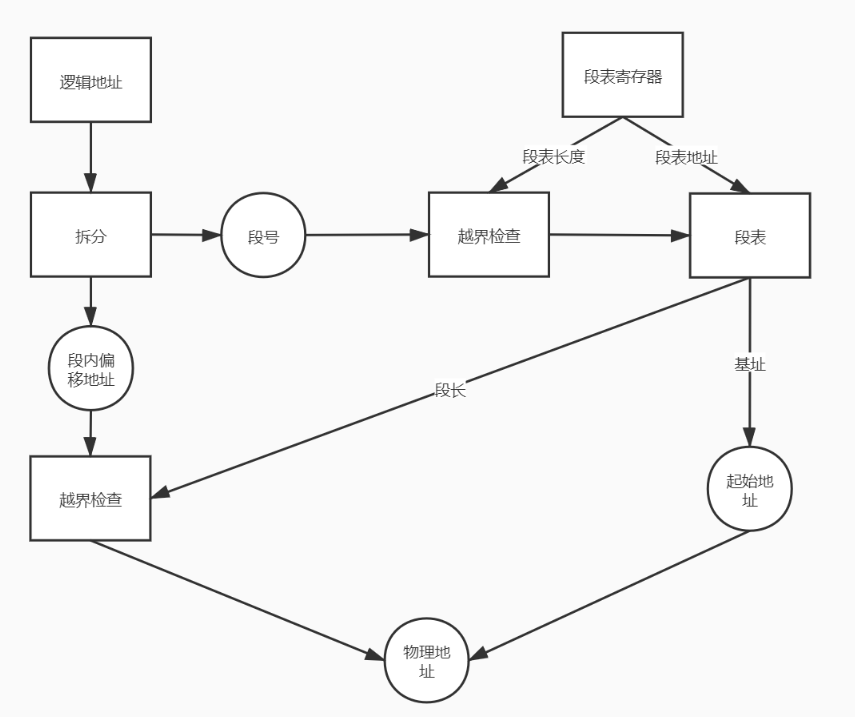 逻辑地址
段表寄存器
段表长度
段表地址
拆分
段号
越界检查
段表
段内偏
移地址
基址
段长
越界检查
起始地
址
物理地
址